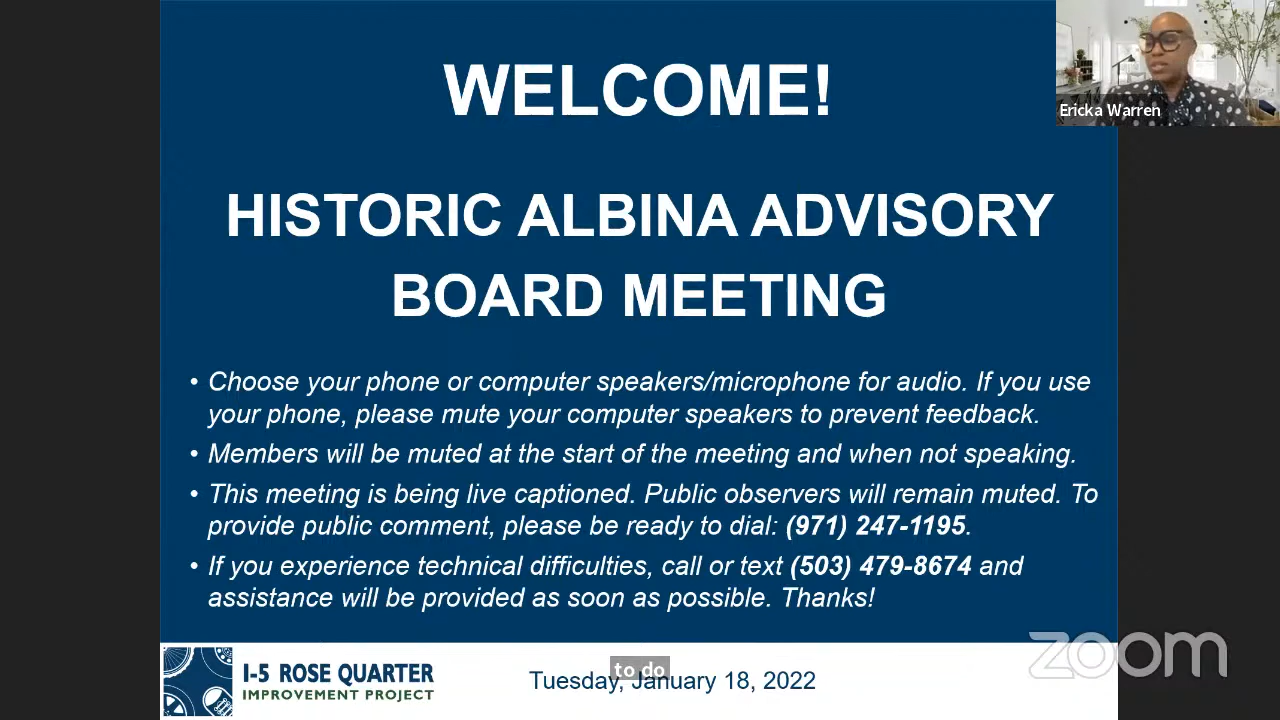 WELCOME!
Ericka Warren
HISTORIC ALBINA ADVISORY
BOARD MEETING
• Choose your phone or computer speakers/microphone for audio. If you use
your phone, please mute your computer speakers to prevent feedback.
• Members will be muted at the start of the meeting and when not speaking.
• This meeting is being live captioned. Public observers will remain muted. To
provide public comment, please be ready to dial: (971) 247-1195.
• If you experience technical difficulties, call or text (503) 479-8674 and
assistance will be provided as soon as possible. Thanks!
zoom
I-5 ROSE QUARTER
IMPROVEMENT PROJECT
to do
Tuesday, January 18, 2022